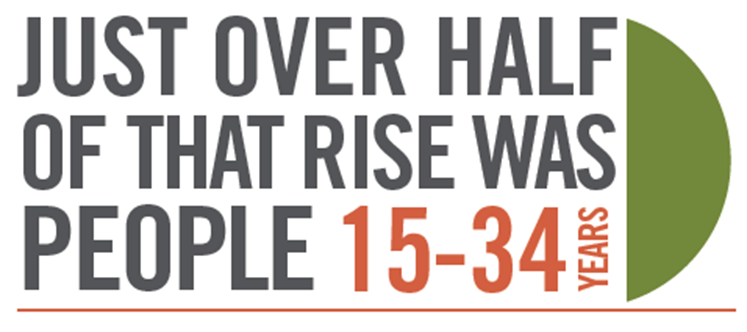 JUST OVER HALF
OF THAT RISE WAS
PEOPLE 15-34 YEARS